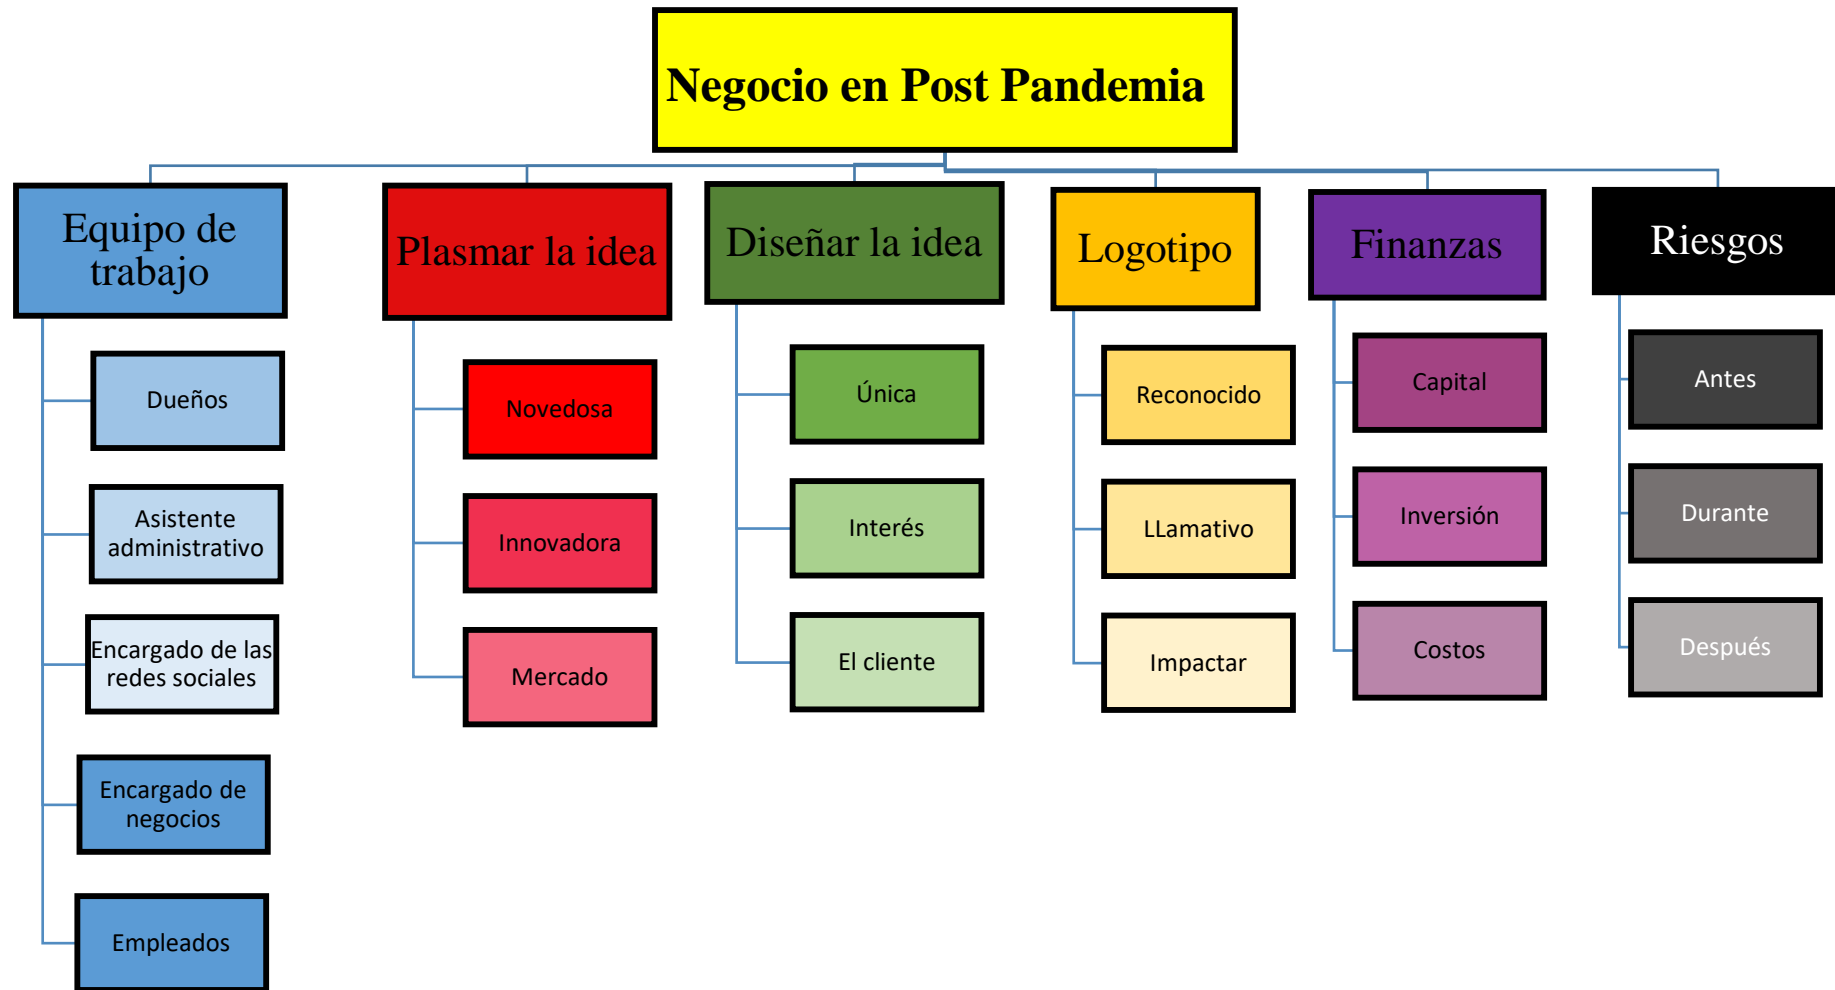 Negocio en Post Pandemia
Equipo de
trabajo
Dueños
Asistente
administrativo
Encargado de las
redes sociales
Encargado de
negocios
Empleados
Plasmar la idea
Novedosa
Innovadora
Mercado
Diseñar la idea
Única
Interés
El cliente
Logotipo
Reconocido
LLamativo
Impactar
Finanzas
Capital
Inversión
Costos
Riesgos
Antes
Durante
Después